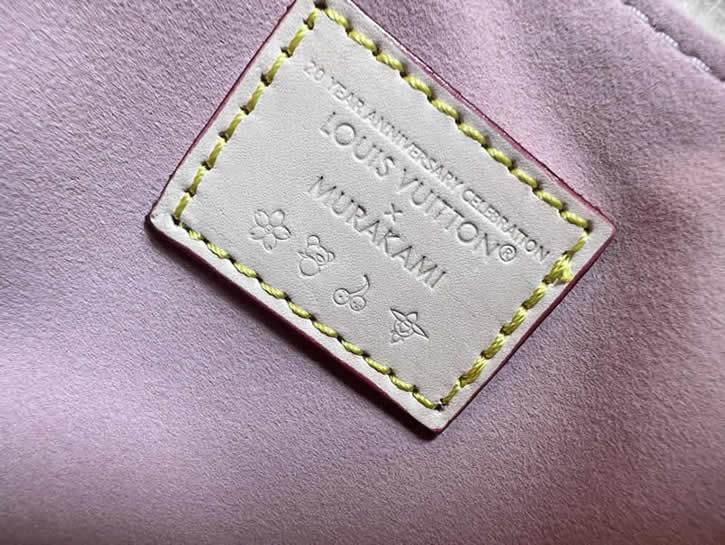 20 YEAR ANNIVERSARY CELEBRATION
LOUIS VUITTON®
×
MURAKAMI